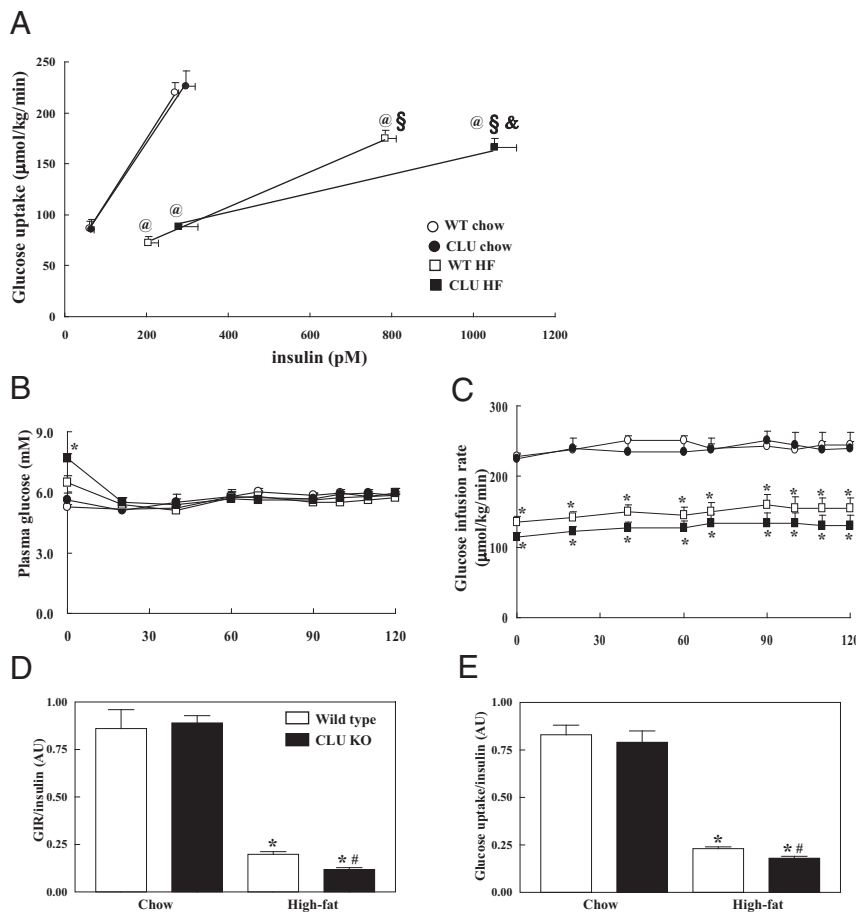 A
250
200
150
100
50
0
Glucose uptake (μmol/kg/min)
@ §
@ § &
@
@
WT chow
CLU chow
WT HF
CLU HF
0 200 400 600 800 1000 1200
insulin (pM)
B
9.0
6.0
3.0
0.0
Plasma glucose (mM)
*
0 30 60 90 120
C
300
200
100
0
Glucose infusion rate
(μmol/kg/min)
* * * * * * * * *
* * * * * * * * *
0 30 60 90 120
D
1.00
0.75
0.50
0.25
0.00
GIR/insulin (AU)
Wild type
CLU KO
*
* #
Chow High-fat
E
1.00
0.75
0.50
0.25
0.00
Glucose uptake/insulin (AU)
*
* #
Chow High-fat